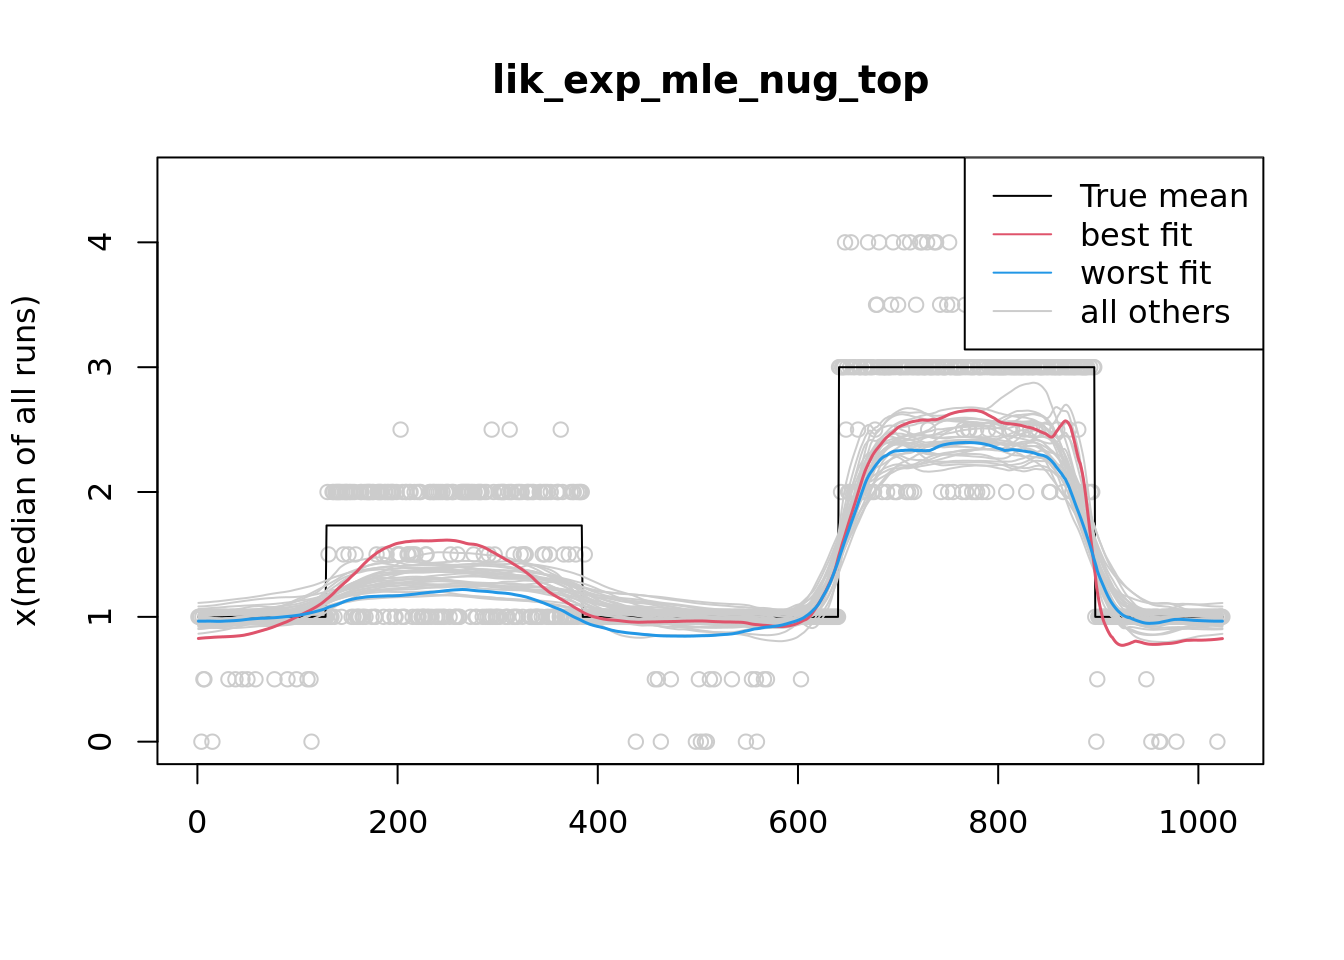 lik_exp_mle_nug_top
True mean
best fit
worst fit
all others
x(median of all runs)
4
3
2
1
0
0 200 400 600 800 1000